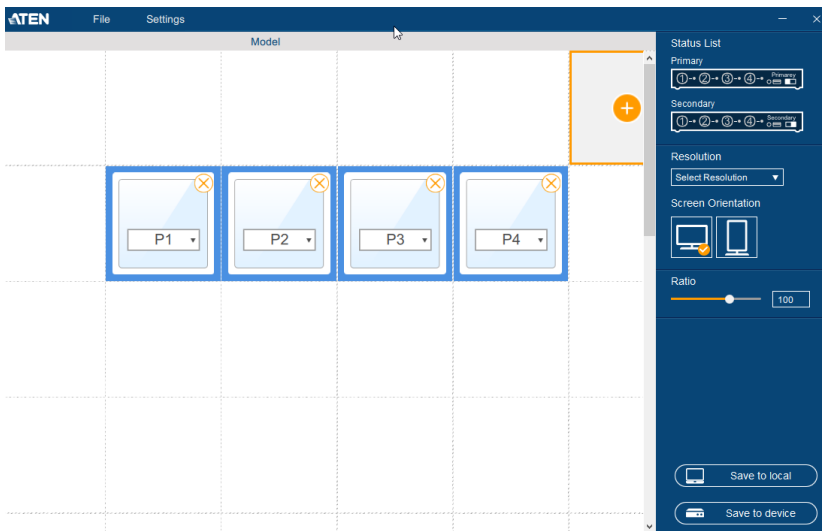 ATEN File Settings
Model
P1 P2 P3 P4
Status List
Primary
① ② ③ ④ Primarsy
Secondary
① ② ③ ④ Secondary
Resolution
Select Resolution
Screen Orientation
Ratio
100
Save to local
Save to device